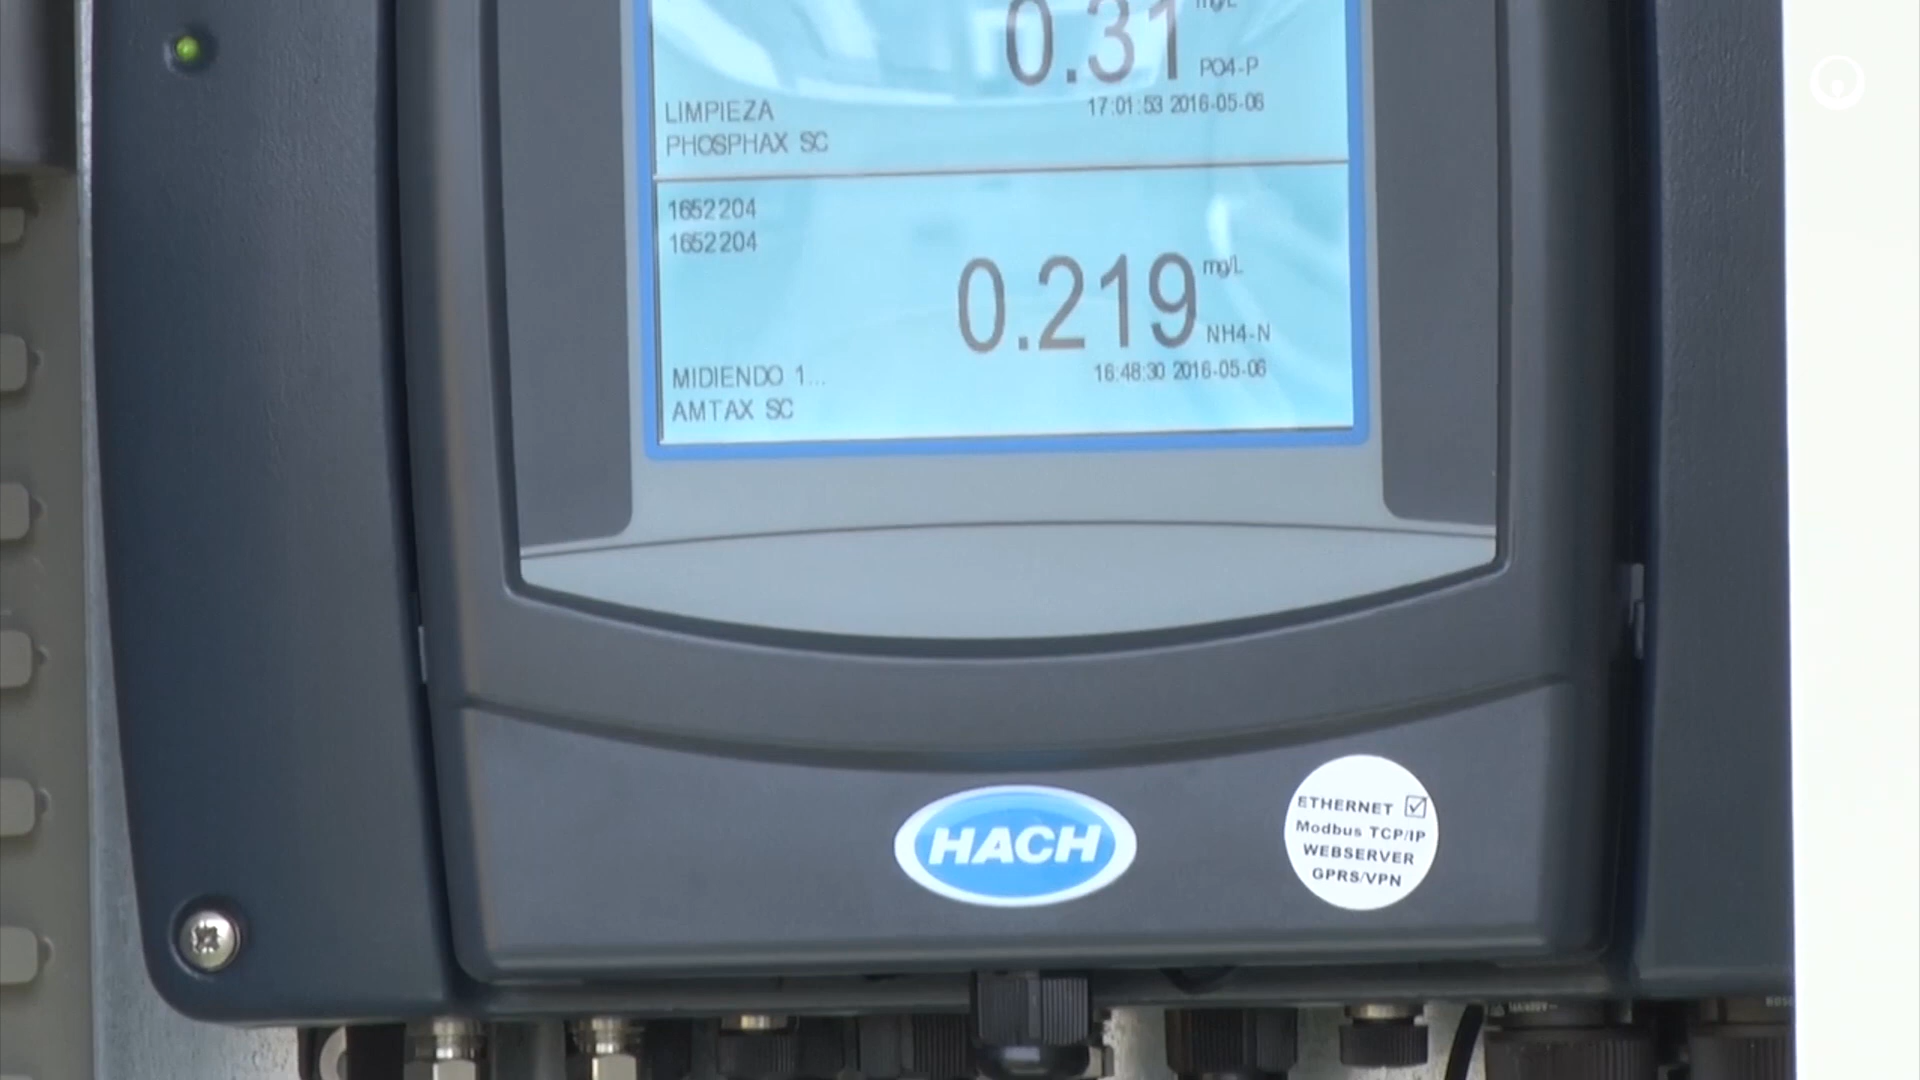 0.31 mg/L
PO4-P
LIMPIEZA
17:01:53 2016-05-06
PHOSPHAX SC
1652204
1652204
0.219 mg/L
NH4-N
MIDIENDO 1...
16:48:30 2016-05-06
AMTAX SC
HACH
ETHERNET ☑
Modbus TCP/IP
WEBSERVER
GPRS/VPN